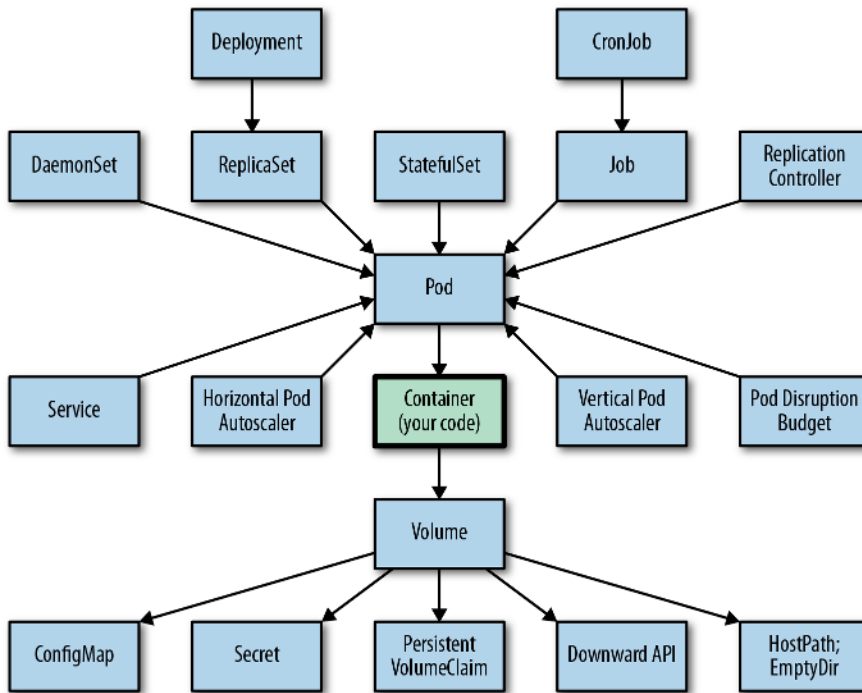 Deployment
CronJob
DaemonSet
ReplicaSet
StatefulSet
Job
Replication
Controller
Pod
Service
Horizontal Pod
Autoscaler
Container
(your code)
Vertical Pod
Autoscaler
Pod Disruption
Budget
Volume
ConfigMap
Secret
Persistent
VolumeClaim
Downward API
HostPath;
EmptyDir